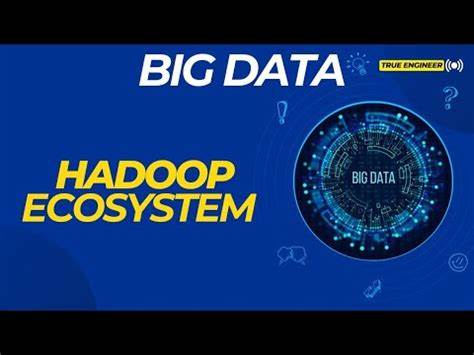 BIG DATA
TRUE ENGINEER
HADOOP
ECOSYSTEM
BIG DATA